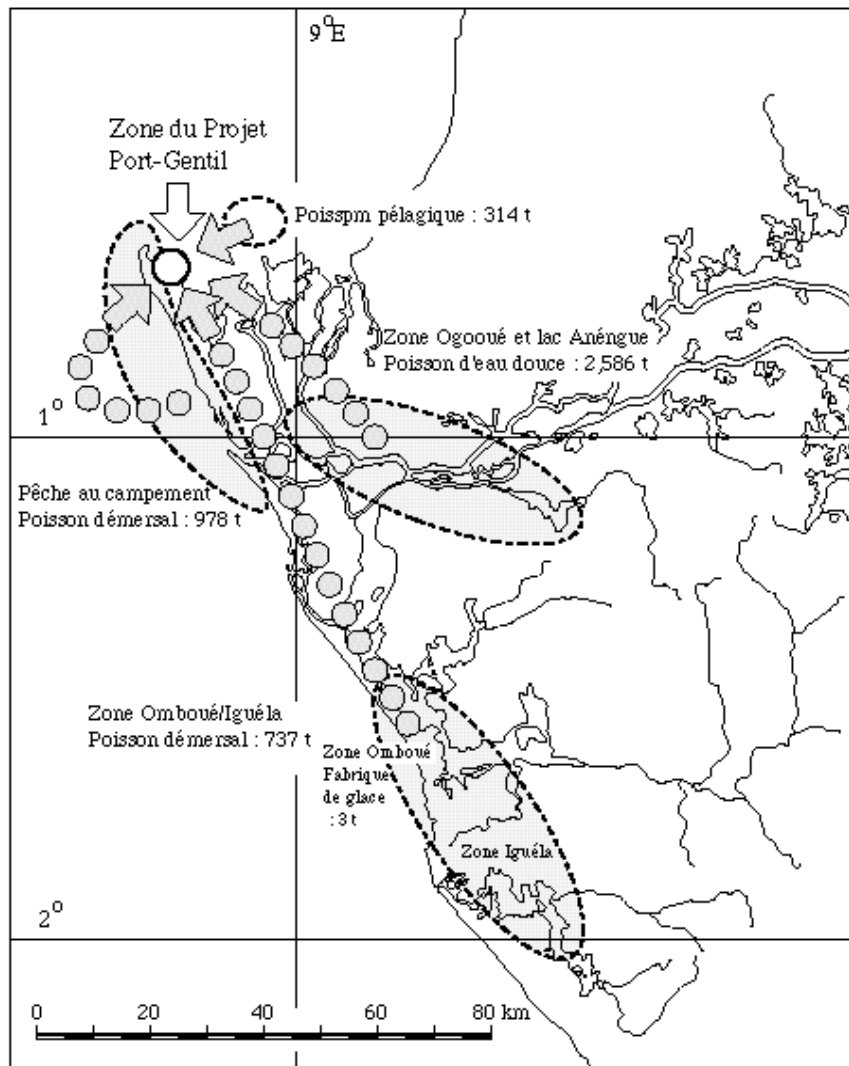 9°E
Zone du Projet
Port-Gentil
Poisspm pélagique : 314 t
Zone Ogooué et lac Anéngue
Poisson d'eau douce : 2,586 t
1°
Pêche au campement
Poisson démersal : 978 t
Zone Omboué/Iguéla
Poisson démersal : 737 t
Zone Omboué
Fabrique
de glace
: 3 t
Zone Iguéla
2°
0 20 40 60 80 km